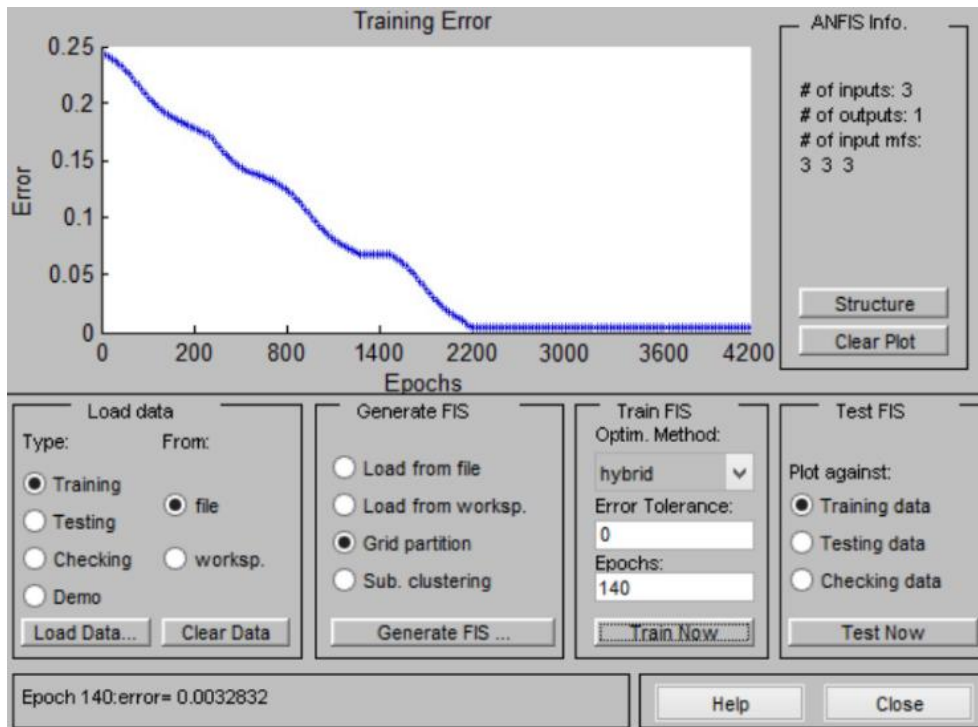 Training Error
0.25
0.2
0.15
0.1
0.05
0
Error
0 200 800 1400 2200 3000 3600 4200
Epochs
ANFIS Info.
# of inputs: 3
# of outputs: 1
# of input mfs:
3 3 3
Structure
Clear Plot
Load data
Type: From:
Training
file
Testing
Checking
worksp.
Demo
Load Data... Clear Data
Generate FIS
Load from file
Load from worksp.
Grid partition
Sub. clustering
Generate FIS ...
Train FIS
Optim. Method:
hybrid
Error Tolerance:
0
Epochs:
140
Train Now
Test FIS
Plot against:
Training data
Testing data
Checking data
Test Now
Epoch 140:error= 0.0032832
Help Close